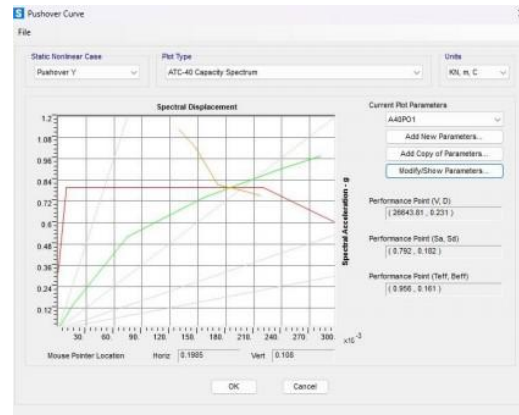 Pushover Curve
File
Static Nonlinear Case
Pushover Y
Plot Type
ATC-40 Capacity Spectrum
Units
KN, m, C
Spectral Displacement
1.2
1.08
0.96
0.84
0.72
0.6
0.48
0.36
0.24
0.12
30. 60. 90. 120. 150. 180. 210. 240. 270. 300. x10 -3
Spectral Acceleration - g
Mouse Pointer Location Horiz 0.1985 Vert 0.108
Current Plot Parameters
A40PO1
Add New Parameters...
Add Copy of Parameters...
Modify/Show Parameters...
Performance Point (V, D)
( 26643.61 , 0.231 )
Performance Point (Sa, Sd)
( 0.792 , 0.182 )
Performance Point (Teff, Beff)
( 0.956 , 0.161 )
OK Cancel